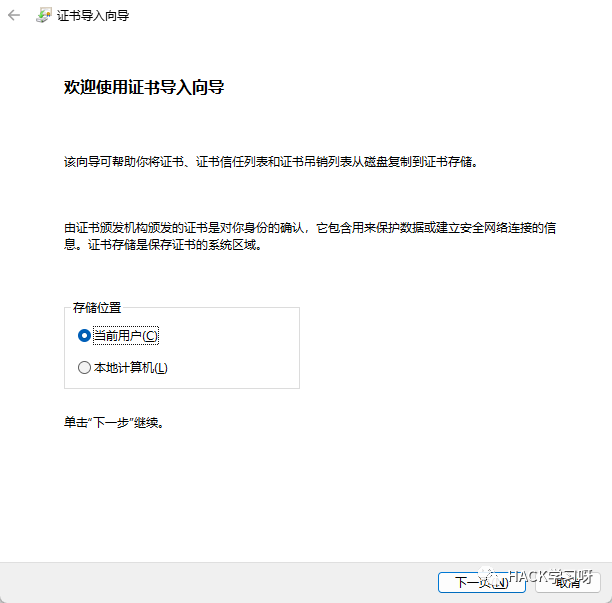 证书导入向导
欢迎使用证书导入向导
该向导可帮助你将证书、证书信任列表和证书吊销列表从磁盘复制到证书存储。
由证书颁发机构颁发的证书是对你身份的确认，它包含用来保护数据或建立安全网络连接的信
息。证书存储是保存证书的系统区域。
存储位置
当前用户(C)
本地计算机(L)
单击“下一步”继续。
下一页(N) 取消
HACK学习呀